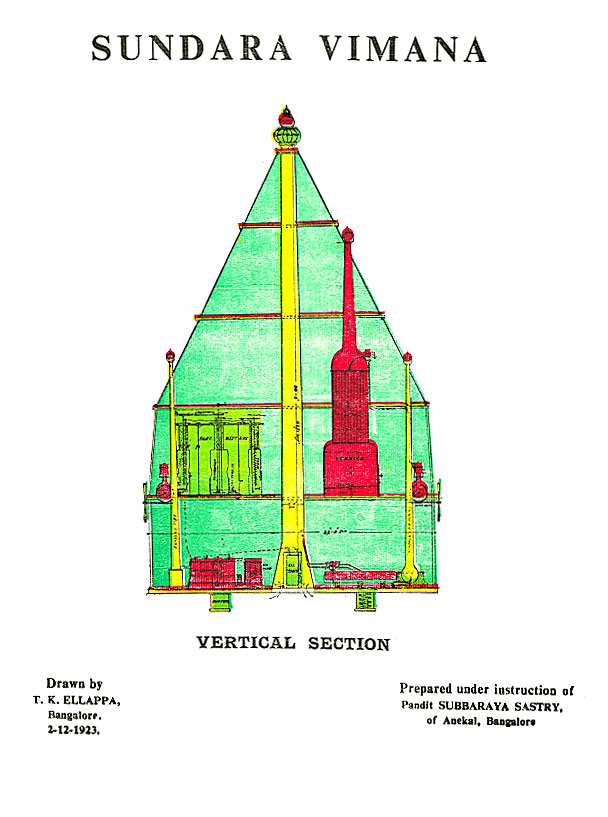 SUNDARA VIMANA
VERTICAL SECTION
Drawn by
T. K. ELLAPPA,
Bangalore.
2-12-1923.
Prepared under instruction of
Pandit SUBBARAYA SASTRY,
of Anekal, Bangalore